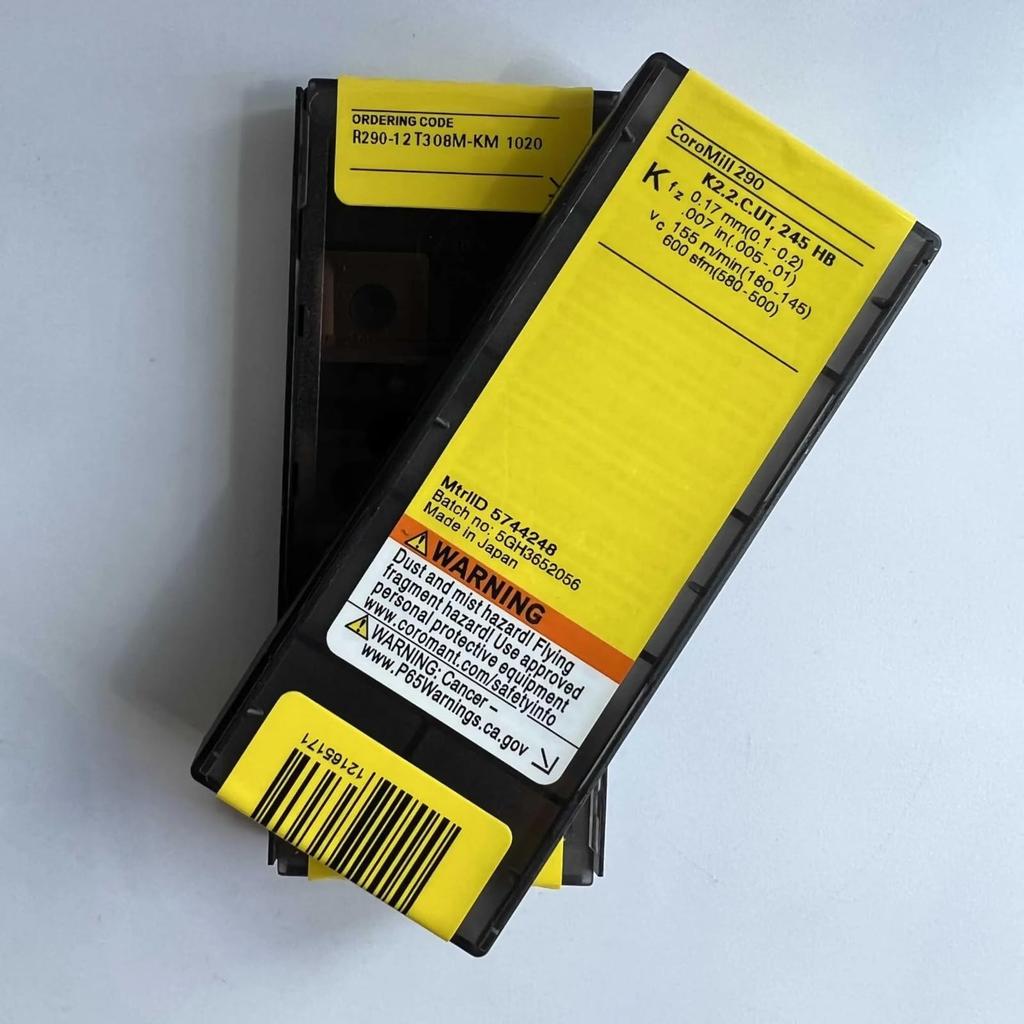 ORDERING CODE
R290-12T308M-KM 1020
CoroMill 290
K2.2.C.UT, 245 HB
K fz 0.17 mm(0.1-0.2)
.007 in(.005-.01)
vc 155 m/min(160-145)
600 sfm(580-500)
MtrlID 5744248
Batch no: 5GH3652056
Made in Japan
WARNING
Dust and mist hazard! Flying
fragment hazard! Use approved
personal protective equipment
www.coromant.com/safetyinfo
WARNING: Cancer –
www.P65Warnings.ca.gov
12165171